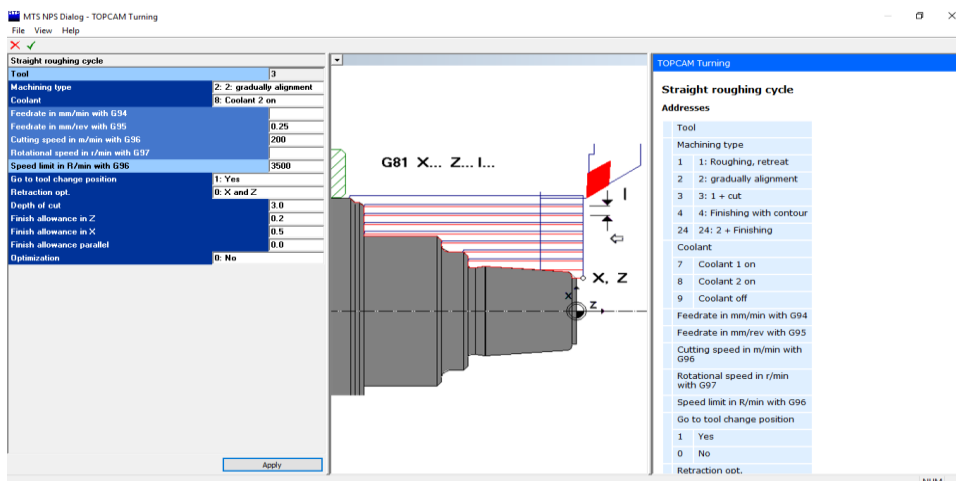 MTS NPS Dialog - TOPCAM Turning
File View Help
Straight roughing cycle
Tool 3
Machining type 2: 2: gradually alignment
Coolant 8: Coolant 2 on
Feedrate in mm/min with G94
Feedrate in mm/rev with G95 0.25
Cutting speed in m/min with G96 200
Rotational speed in r/min with G97
Speed limit in R/min with G96 3500
Go to tool change position 1: Yes
Retraction opt. 0: X and Z
Depth of cut 3.0
Finish allowance in Z 0.2
Finish allowance in X 0.5
Finish allowance parallel 0.0
Optimization 0: No
Apply
G81 X... Z... I...
I
X, Z
X
Z
TOPCAM Turning
Straight roughing cycle
Addresses
Tool
Machining type
1 1: Roughing, retreat
2 2: gradually alignment
3 3: 1 + cut
4 4: Finishing with contour
24 24: 2 + Finishing
Coolant
7 Coolant 1 on
8 Coolant 2 on
9 Coolant off
Feedrate in mm/min with G94
Feedrate in mm/rev with G95
Cutting speed in m/min with
G96
Rotational speed in r/min
with G97
Speed limit in R/min with G96
Go to tool change position
1 Yes
0 No
Retraction opt.
NUM